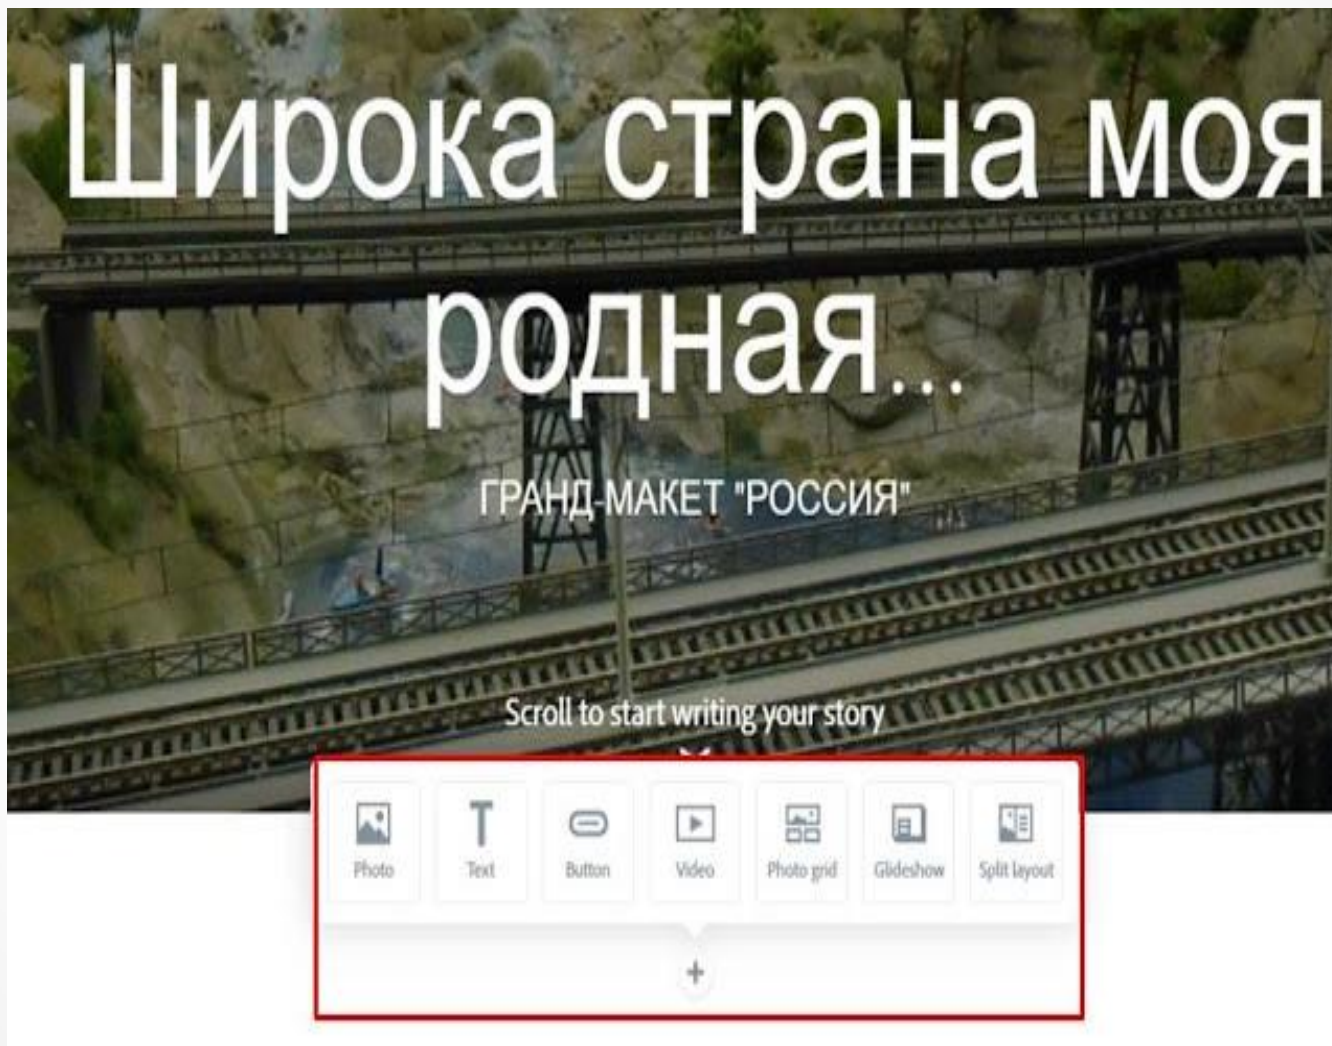 Широка страна моя
родная...
ГРАНД-МАКЕТ "РОССИЯ"
Scroll to start writing your story
Photo
Text
Button
Video
Photo grid
Glideshow
Split layout